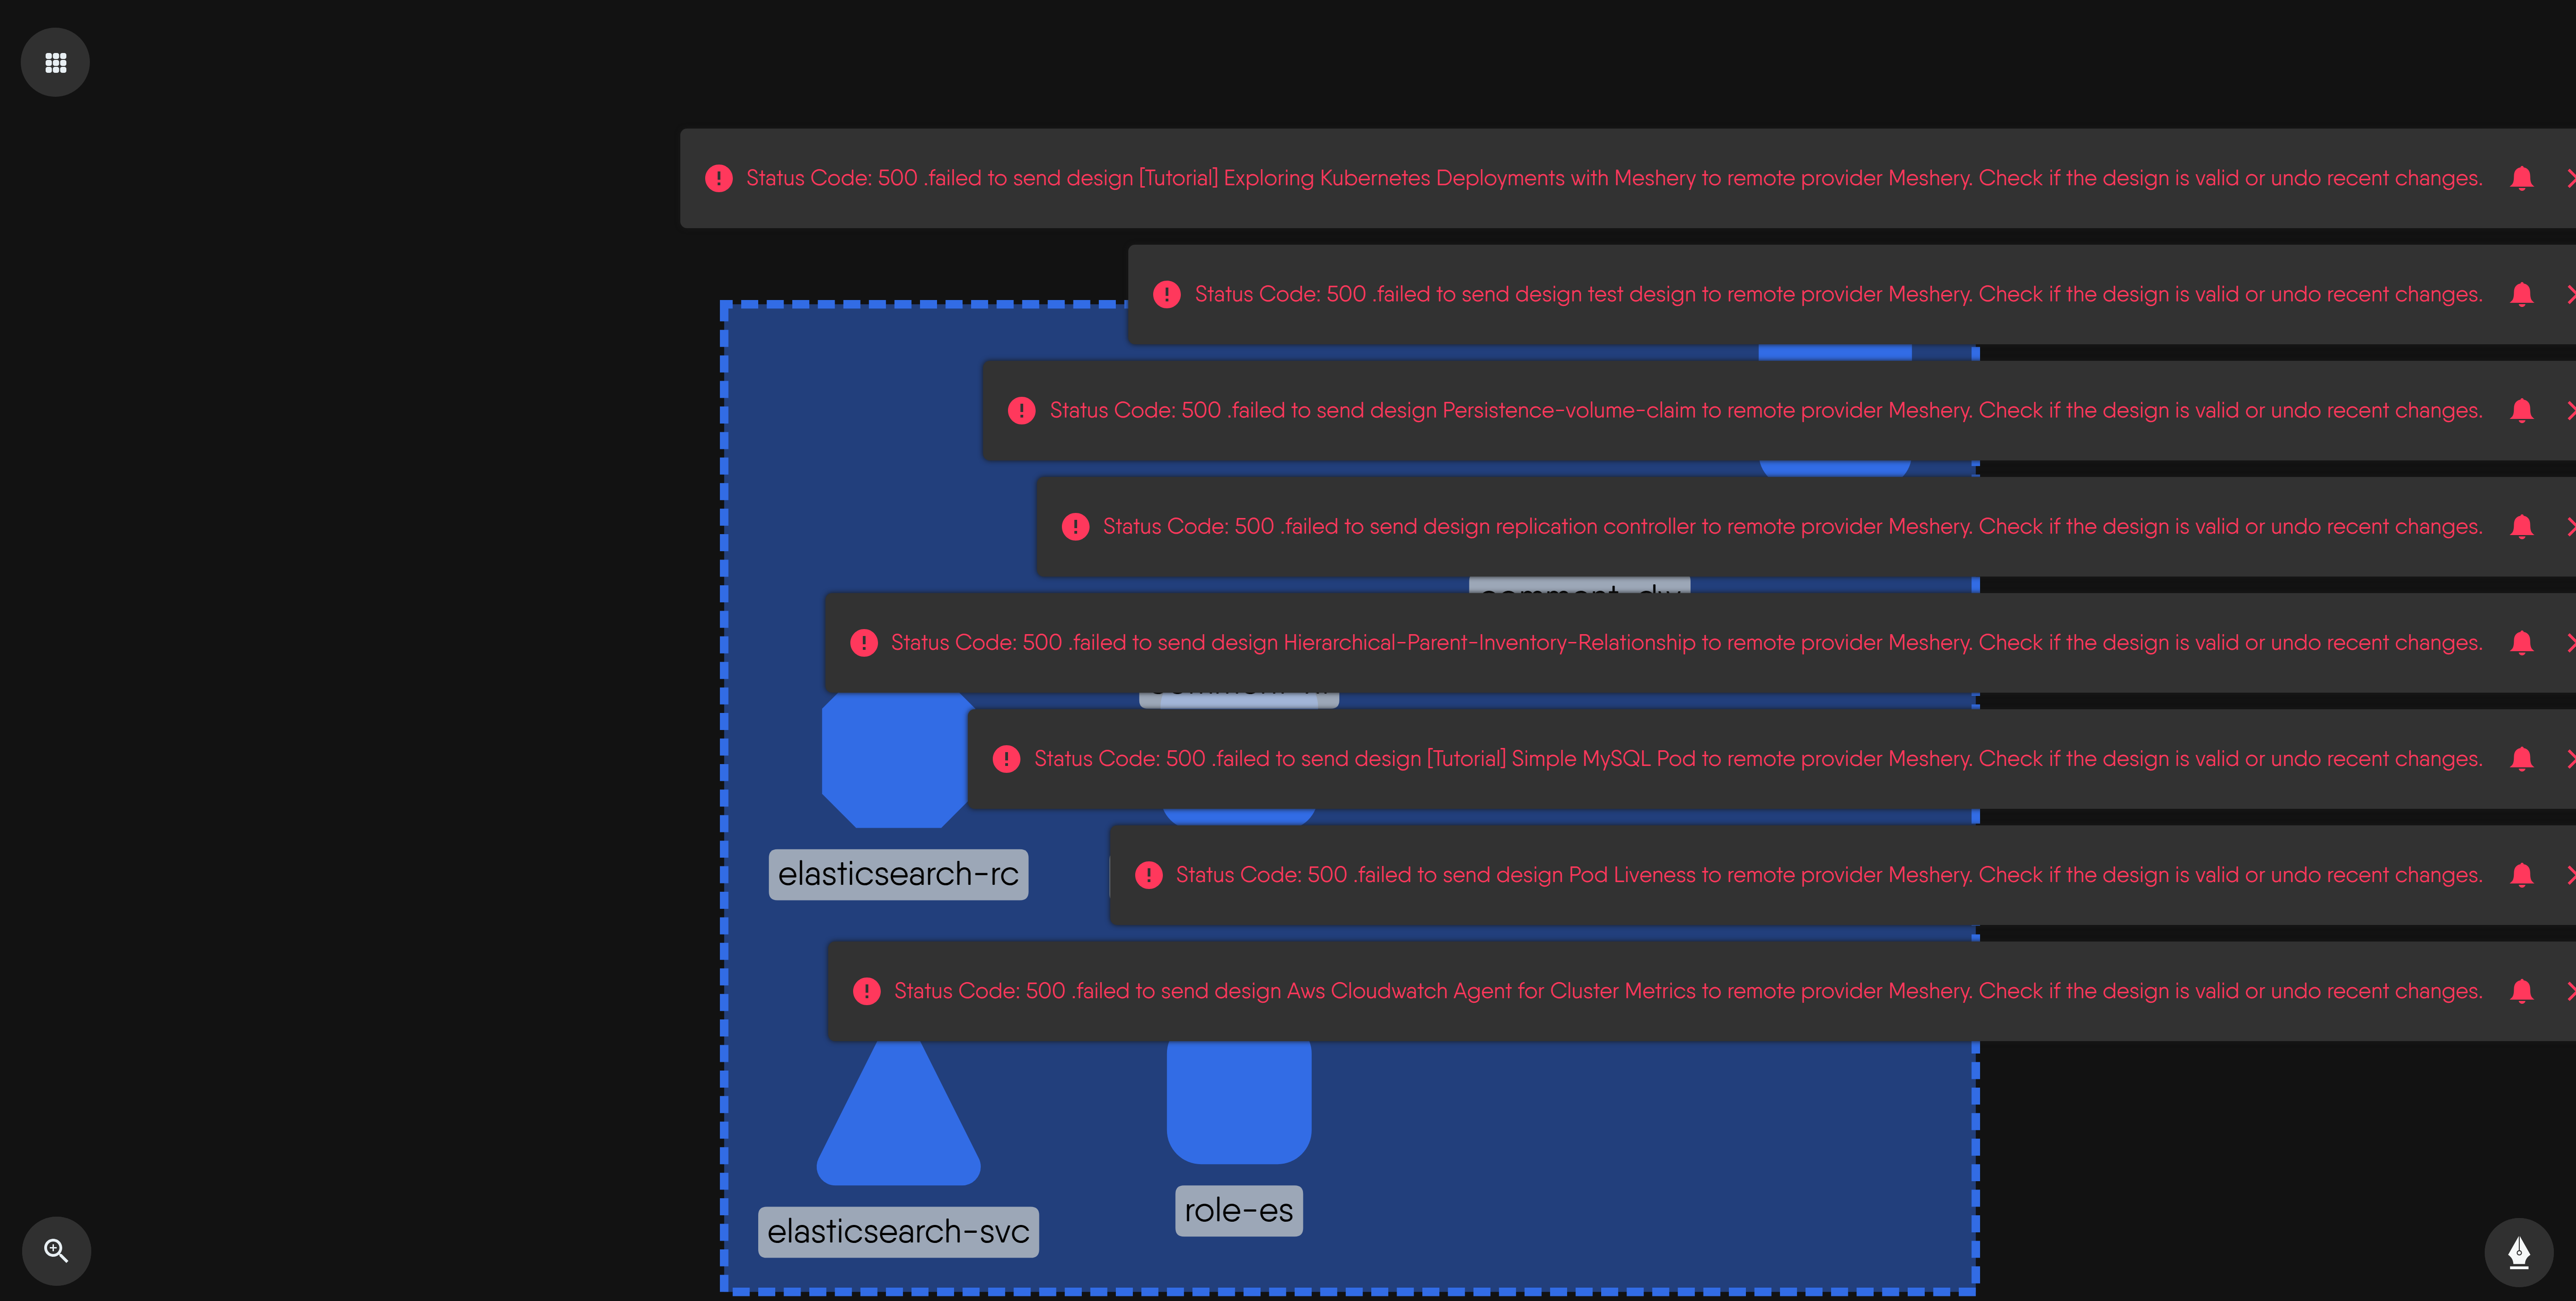 Status Code: 500 .failed to send design [Tutorial] Exploring Kubernetes Deployments with Meshery to remote provider Meshery. Check if the design is valid or undo recent changes.
Status Code: 500 .failed to send design test design to remote provider Meshery. Check if the design is valid or undo recent changes.
Status Code: 500 .failed to send design Persistence-volume-claim to remote provider Meshery. Check if the design is valid or undo recent changes.
Status Code: 500 .failed to send design replication controller to remote provider Meshery. Check if the design is valid or undo recent changes.
Status Code: 500 .failed to send design Hierarchical-Parent-Inventory-Relationship to remote provider Meshery. Check if the design is valid or undo recent changes.
Status Code: 500 .failed to send design [Tutorial] Simple MySQL Pod to remote provider Meshery. Check if the design is valid or undo recent changes.
elasticsearch-rc
Status Code: 500 .failed to send design Pod Liveness to remote provider Meshery. Check if the design is valid or undo recent changes.
Status Code: 500 .failed to send design Aws Cloudwatch Agent for Cluster Metrics to remote provider Meshery. Check if the design is valid or undo recent changes.
role-es
elasticsearch-svc